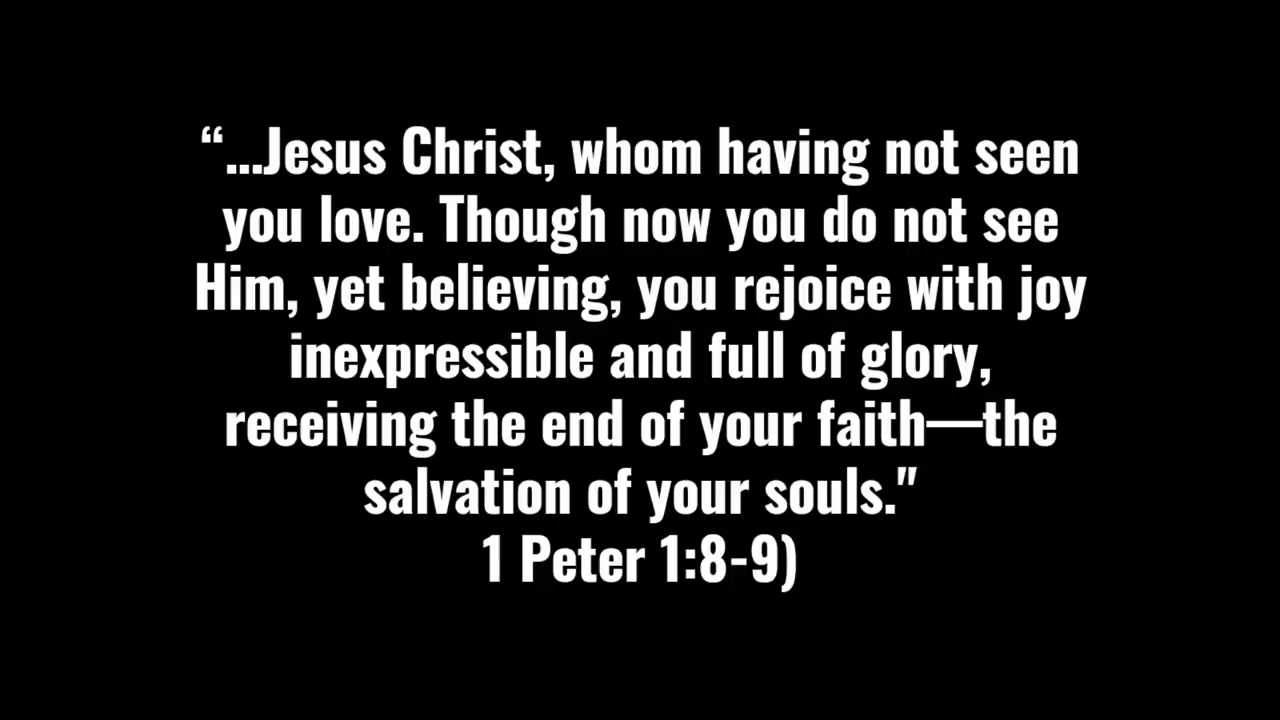 “...Jesus Christ, whom having not seen
you love. Though now you do not see
Him, yet believing, you rejoice with joy
inexpressible and full of glory,
receiving the end of your faith—the
salvation of your souls."
1 Peter 1:8-9)